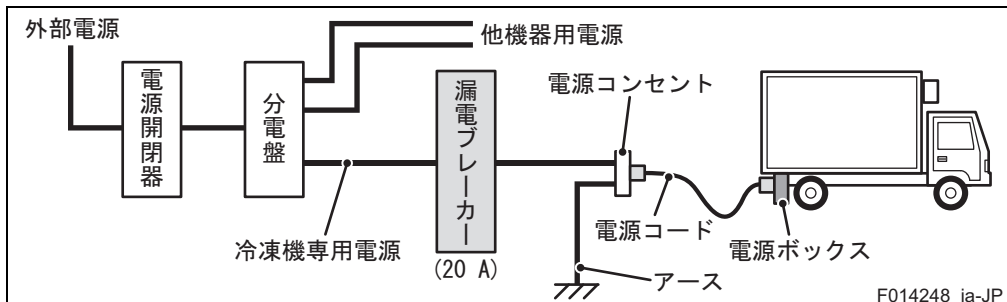 外部電源
他機器用電源
電源開閉器
分電盤
漏電ブレーカー
(20 A)
電源コンセント
冷凍機専用電源
電源コード
電源ボックス
アース
F014248_ja-JP